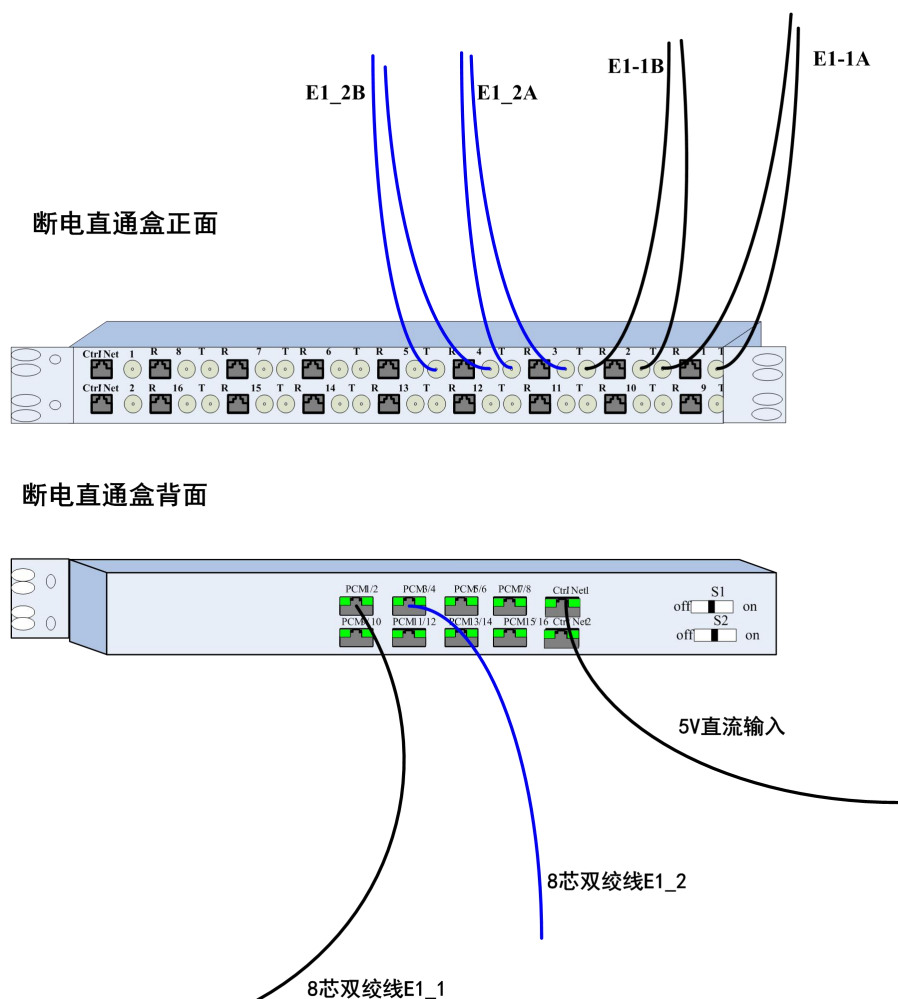 E1-1A
E1-1B
E1_2B
E1_2A
断电直通盒正面
Ctrl Net 1 R 8 T R 7 T R 6 T R 5 T R 4 T R 3 T R 2 T R 1 T
Ctrl Net 2 R 16 T R 15 T R 14 T R 13 T R 12 T R 11 T R 10 T R 9 T
断电直通盒背面
PCM1/2 PCM3/4 PCM5/6 PCM7/8 Ctrl Net1
S1
off on
PCM11/12 PCM13/14 PCM15/16 Ctrl Net2
S2
off on
5V直流输入
8芯双绞线E1_2
8芯双绞线E1_1